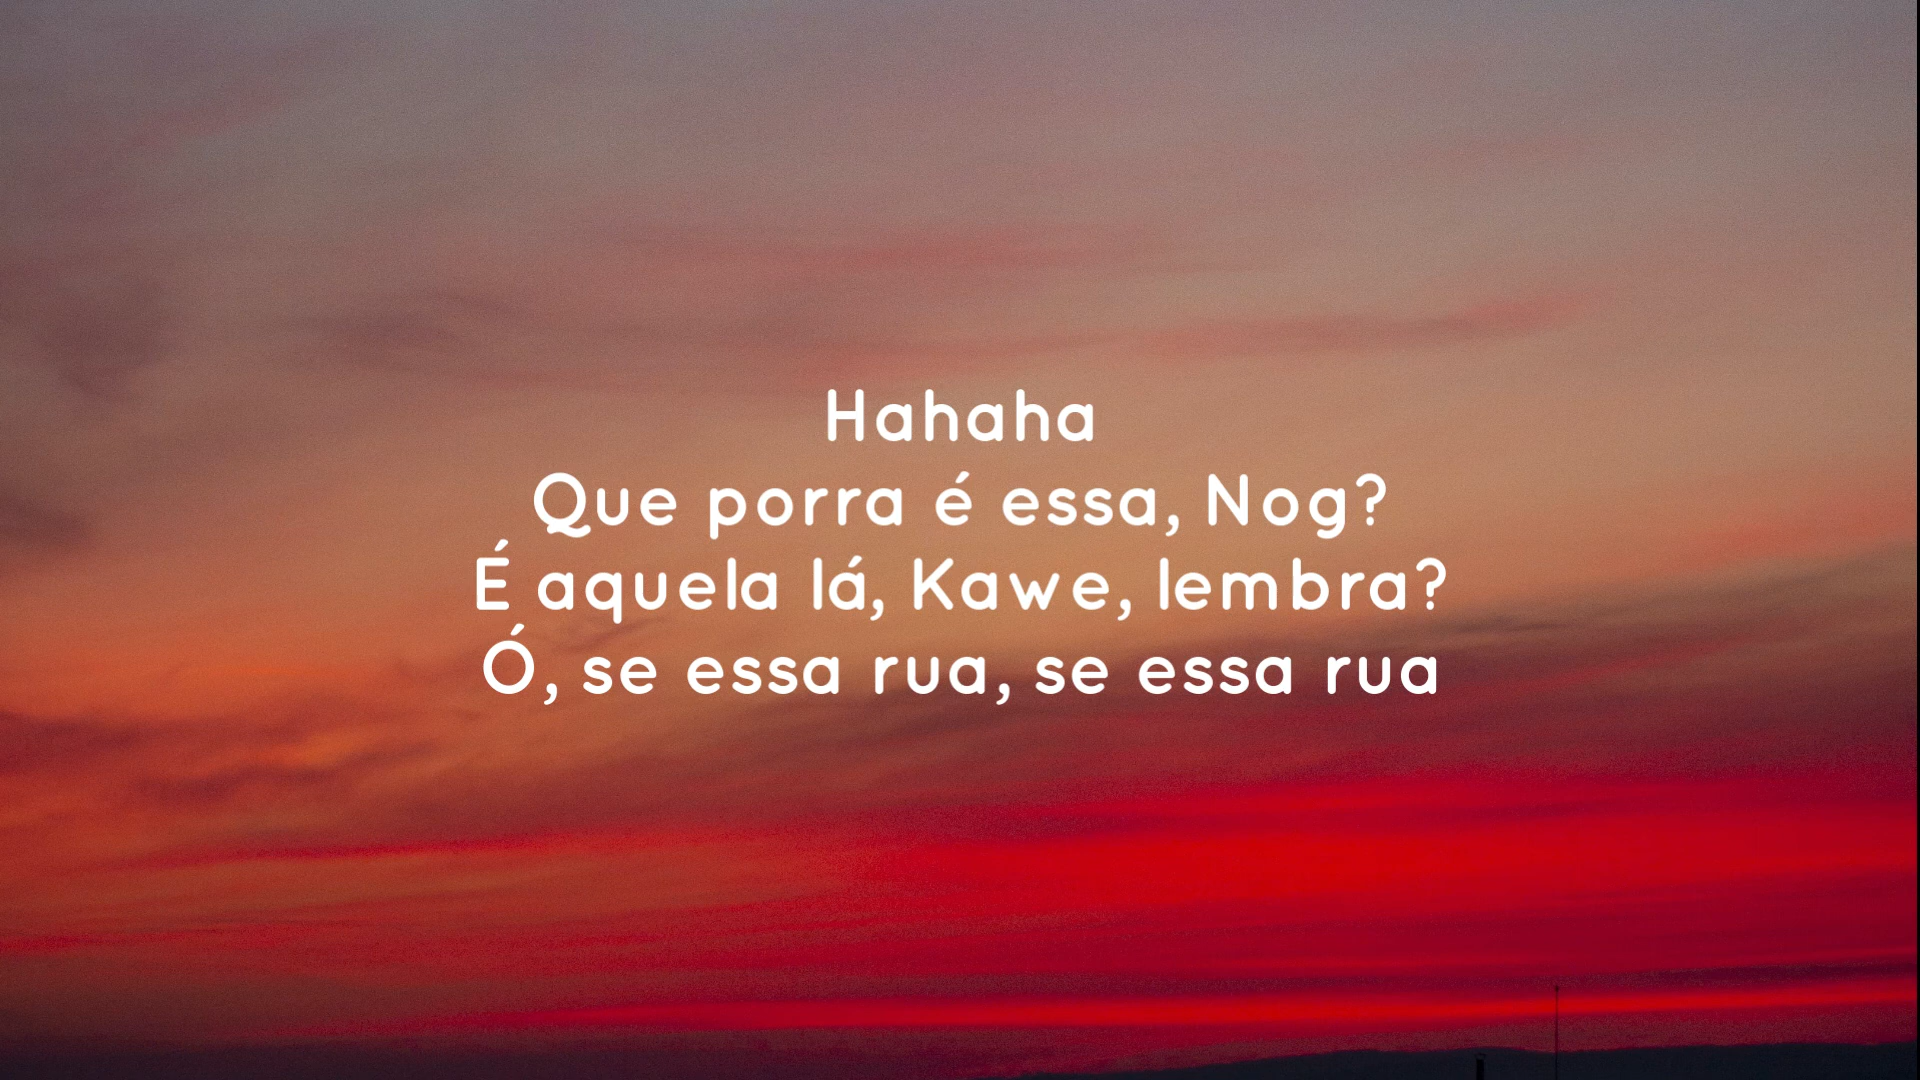 Hahaha
Que porra é essa, Nog?
É aquela lá, Kawe, lembra?
Ó, se essa rua, se essa rua